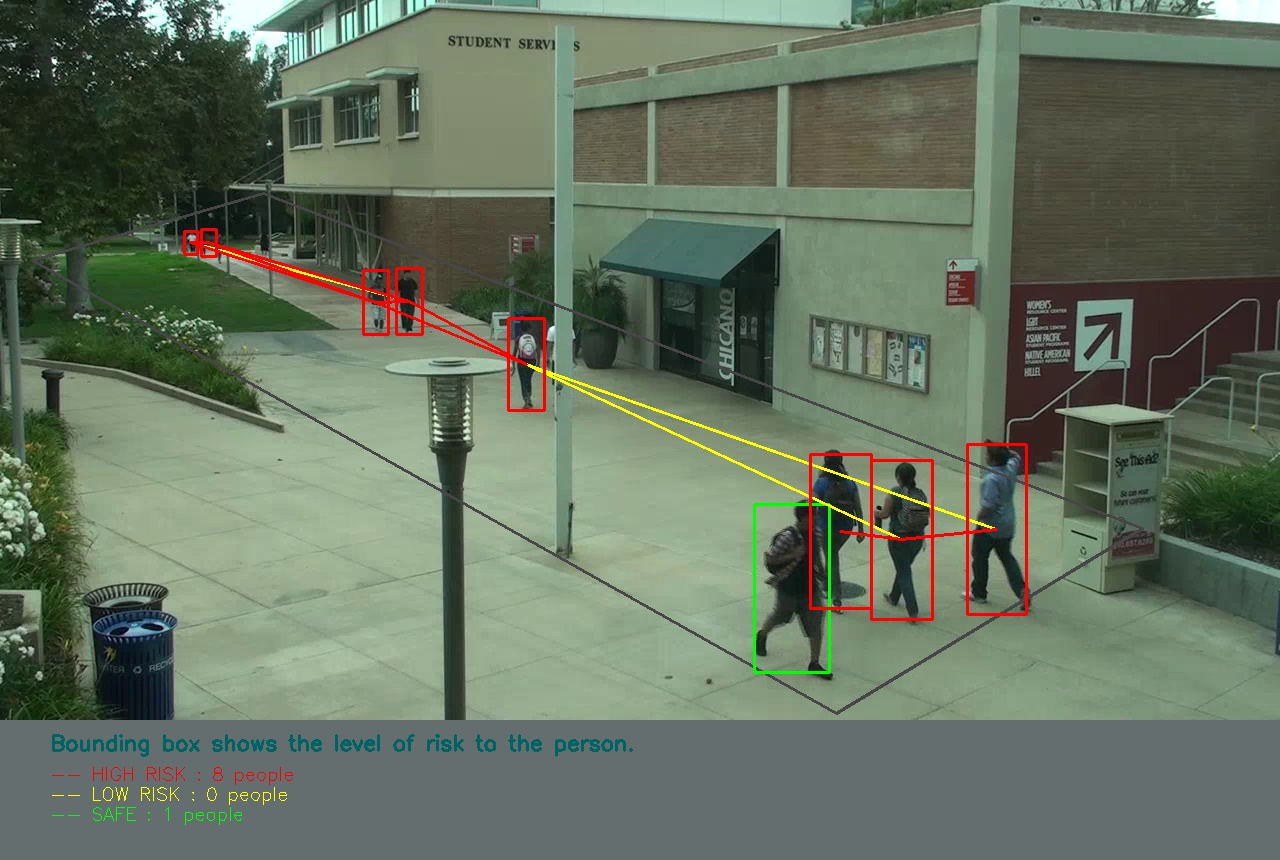 STUDENT SERV S
CHICANO
WOMEN'S
RESOURCE CENTER
LGBT
RESOURCE CENTER
ASIAN PACIFIC
STUDENT PROGRAMS
NATIVE AMERICAN
STUDENT PROGRAMS
HILLEL
See This Ad?
So can your
future customers!
Bounding box shows the level of risk to the person.
—— HIGH RISK : 8 people
—— LOW RISK : 0 people
—— SAFE : 1 people